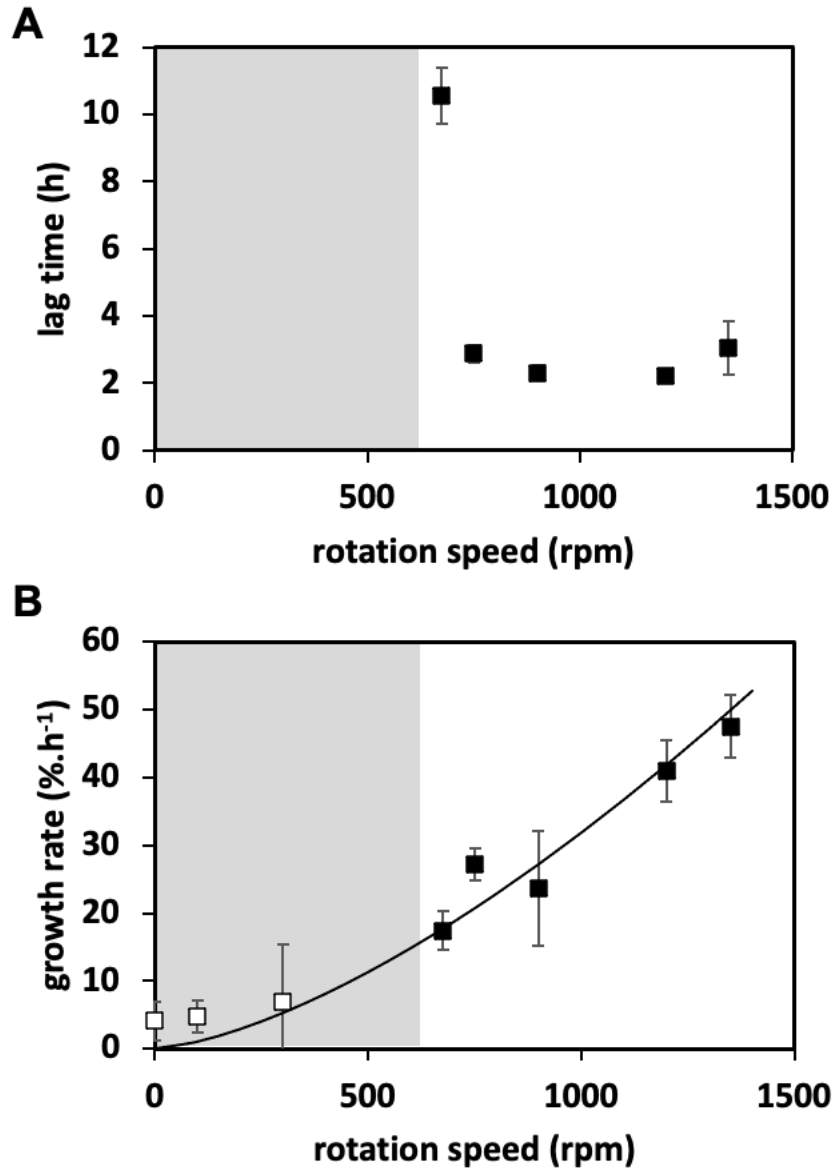 A
12
10
8
6
4
2
0
lag time (h)
0 500 1000 1500
rotation speed (rpm)
B
60
50
40
30
20
10
0
growth rate (%.h⁻¹)
0 500 1000 1500
rotation speed (rpm)